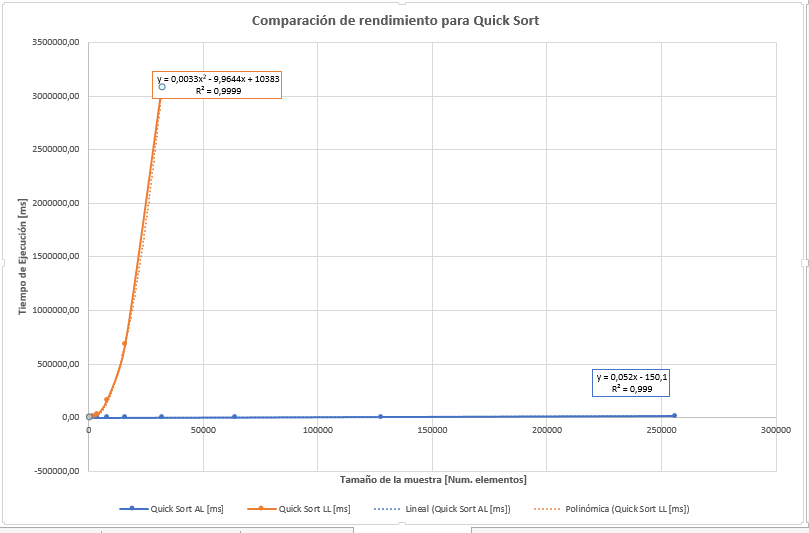 Comparación de rendimiento para Quick Sort
3500000,00
3000000,00
2500000,00
2000000,00
1500000,00
1000000,00
500000,00
0,00
-500000,00
Tiempo de Ejecución [ms]
y = 0,0033x² - 9,9644x + 10383
R² = 0,9999
y = 0,052x - 150,1
R² = 0,999
0 50000 100000 150000 200000 250000 300000
Tamaño de la muestra [Num. elementos]
Quick Sort AL [ms] Quick Sort LL [ms] Lineal (Quick Sort AL [ms]) Polinómica (Quick Sort LL [ms])